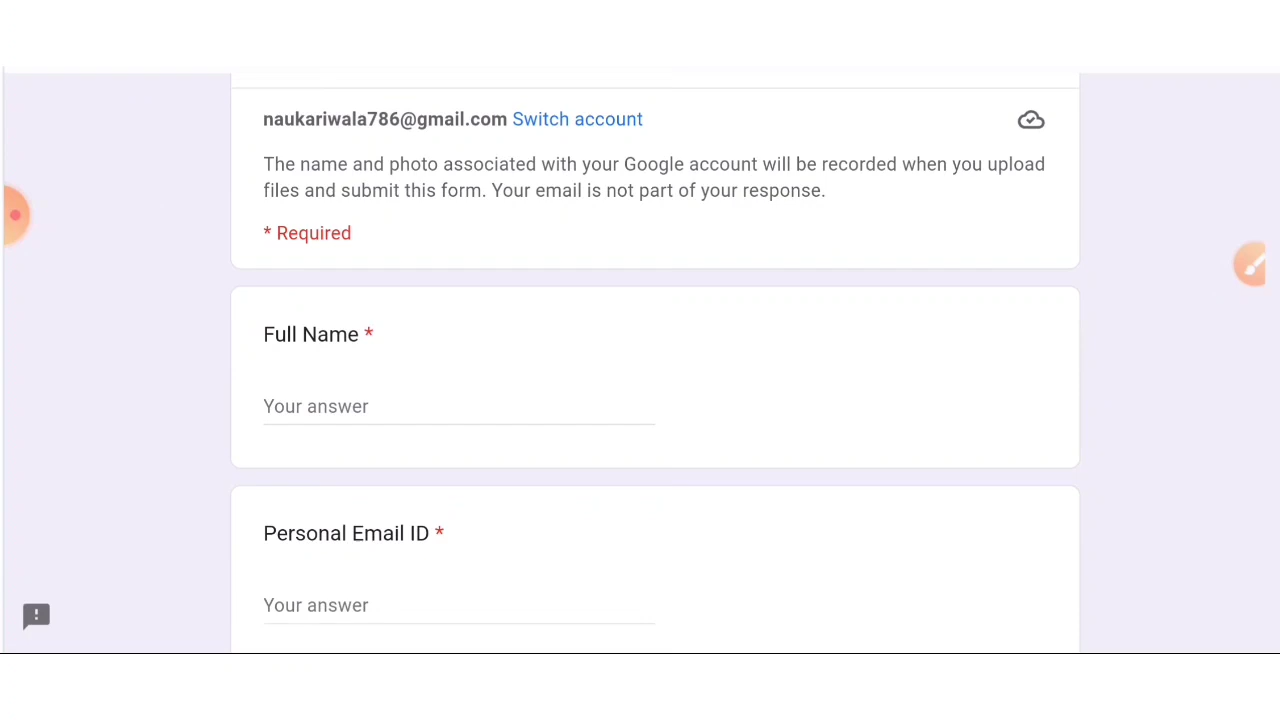 naukariwala786@gmail.com Switch account
The name and photo associated with your Google account will be recorded when you upload
files and submit this form. Your email is not part of your response.
* Required
Full Name *
Your answer
Personal Email ID *
Your answer